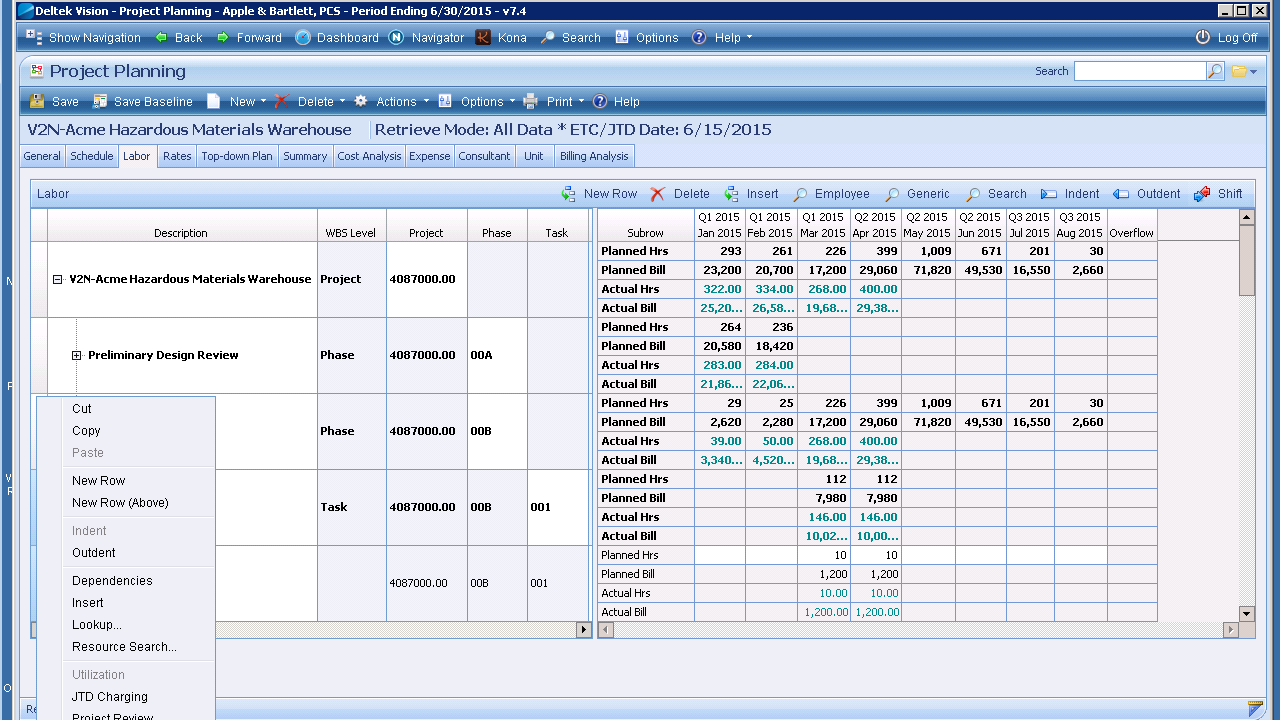 Deltek Vision - Project Planning - Apple & Bartlett, PCS - Period Ending 6/30/2015 - v7.4
Show Navigation Back Forward Dashboard Navigator Kona Search Options Help Log Off
Project Planning Search
Save Save Baseline New Delete Actions Options Print Help
V2N-Acme Hazardous Materials Warehouse Retrieve Mode: All Data * ETC/JTD Date: 6/15/2015
General Schedule Labor Rates Top-down Plan Summary Cost Analysis Expense Consultant Unit Billing Analysis
Labor New Row Delete Insert Employee Generic Search Indent Outdent Shift
Q1 2015 Q1 2015 Q1 2015 Q2 2015 Q2 2015 Q2 2015 Q3 2015 Q3 2015
Description WBS Level Project Phase Task Subrow Jan 2015 Feb 2015 Mar 2015 Apr 2015 May 2015 Jun 2015 Jul 2015 Aug 2015 Overflow
Planned Hrs 293 261 226 399 1,009 671 201 30
Planned Bill 23,200 20,700 17,200 29,060 71,820 49,530 16,550 2,660
V2N-Acme Hazardous Materials Warehouse Project 4087000.00
Actual Hrs 322.00 334.00 268.00 400.00
Actual Bill 25,20... 26,58... 19,68... 29,38...
Planned Hrs 264 236
Planned Bill 20,580 18,420
Preliminary Design Review Phase 4087000.00 00A
Actual Hrs 283.00 284.00
Actual Bill 21,86... 22,06...
Planned Hrs 29 25 226 399 1,009 671 201 30
Planned Bill 2,620 2,280 17,200 29,060 71,820 49,530 16,550 2,660
Phase 4087000.00 00B
Actual Hrs 39.00 50.00 268.00 400.00
Actual Bill 3,340... 4,520... 19,68... 29,38...
Planned Hrs 112 112
Planned Bill 7,980 7,980
Task 4087000.00 00B 001
Actual Hrs 146.00 146.00
Actual Bill 10,02... 10,00...
Planned Hrs 10 10
Planned Bill 1,200 1,200
4087000.00 00B 001
Actual Hrs 10.00 10.00
Actual Bill 1,200.00 1,200.00
Cut
Copy
Paste
New Row
New Row (Above)
Indent
Outdent
Dependencies
Insert
Lookup...
Resource Search...
Utilization
JTD Charging
Project Review